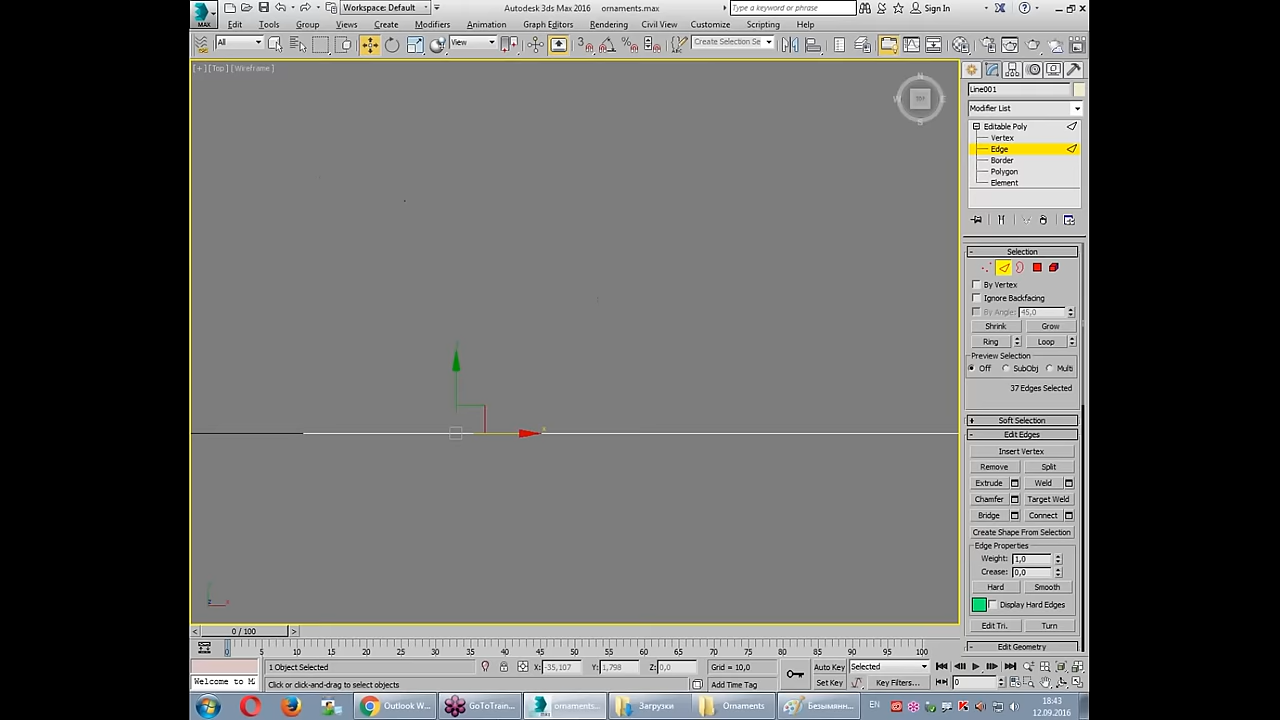 MAX
Workspace: Default
Autodesk 3ds Max 2016
ornaments.max
Type a keyword or phrase
Sign In
Edit
Tools
Group
Views
Create
Modifiers
Animation
Graph Editors
Rendering
Civil View
Customize
Scripting
Help
All
View
Create Selection Se
[+] [Top] [Wireframe]
N
W
E
S
Line001
Modifier List
Editable Poly
Vertex
Edge
Border
Polygon
Element
Selection
By Vertex
Ignore Backfacing
By Angle: 45,0
Shrink
Grow
Ring
Loop
Preview Selection
Off
SubObj
Multi
37 Edges Selected
Soft Selection
Edit Edges
Insert Vertex
Remove
Split
Extrude
Weld
Chamfer
Target Weld
Bridge
Connect
Create Shape From Selection
Edge Properties
Weight: 1,0
Crease: 0,0
Hard
Smooth
Display Hard Edges
Edit Tri.
Turn
Edit Geometry
0 / 100
0 5 10 15 20 25 30 35 40 45 50 55 60 65 70 75 80 85 90 95 100
1 Object Selected
X: -35,107
Y: 1,798
Z: 0,0
Grid = 10,0
Auto Key
Selected
Welcome to M
Click or click-and-drag to select objects
Add Time Tag
Set Key
Key Filters...
0
Outlook W...
GoToTrain...
ornaments...
Загрузки
Ornaments
Безымянн...
EN
18:43
12.09.2016